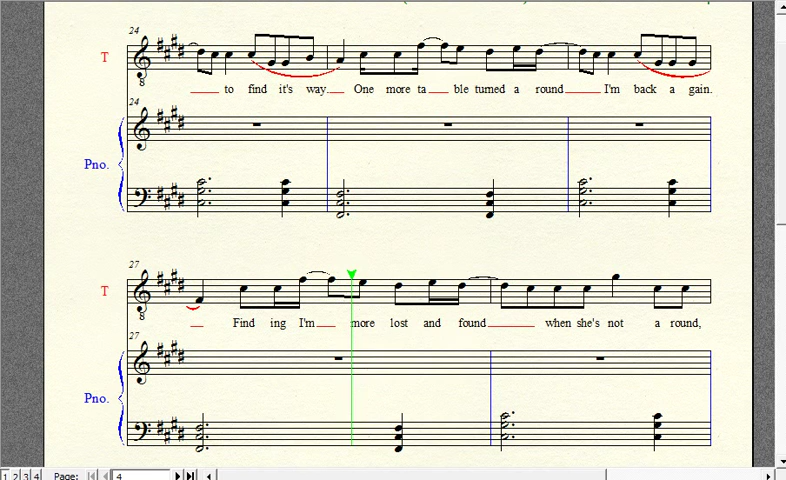 24
T
to find it's way. One more ta ble turned a round I'm back a gain.
24
Pno.
27
T
Find ing I'm more lost and found when she's not a round,
27
Pno.
1 2 3 4 Page: 4